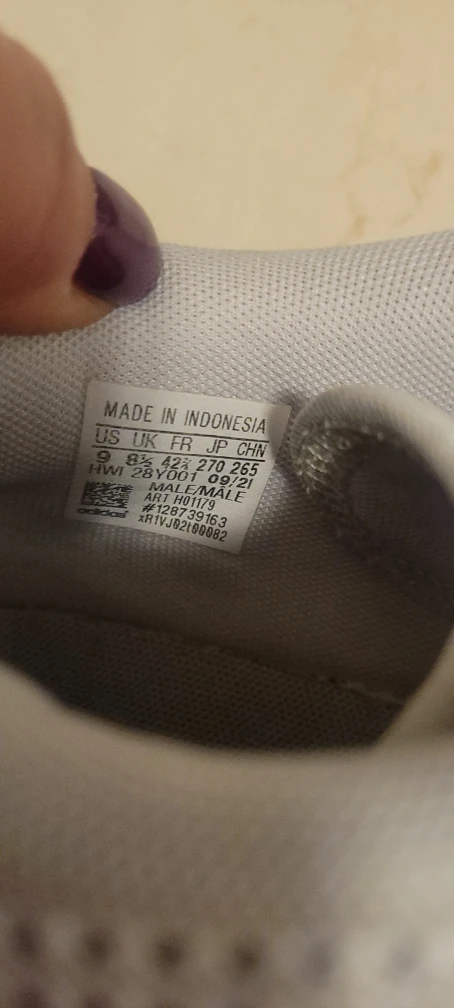 MADE IN INDONESIA
US UK FR JP CHN
9 8½ 42⅔ 270 265
HWI 28Y001 09/21
MALE/MALE
ART H01179
#128739163
xR1VJ02t00082
adidas